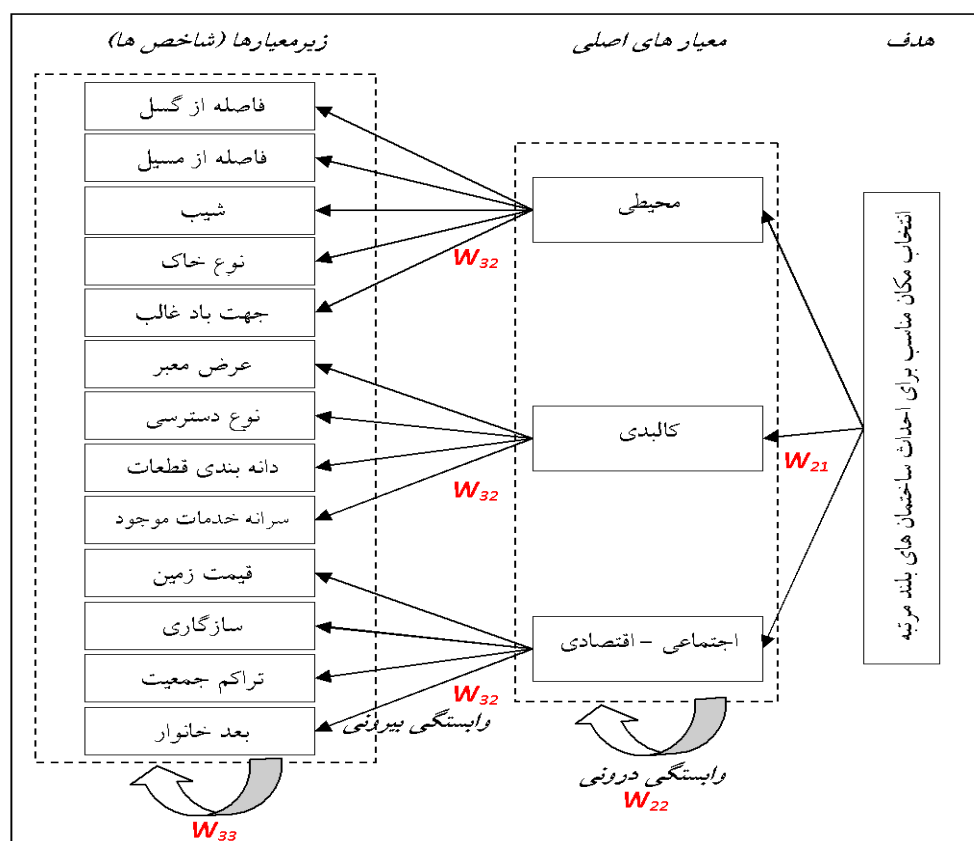 هدف
معیار های اصلی
زیرمعیارها (شاخص ها)
انتخاب مکان مناسب برای احداث ساختمان های بلند مرتبه
W21
محیطی
کالبدی
اجتماعی - اقتصادی
وابستگی درونی
W22
W32
W32
W32
وابستگی بیرونی
فاصله از گسل
فاصله از مسیل
شیب
نوع خاک
جهت باد غالب
عرض معبر
نوع دسترسی
دانه بندی قطعات
سرانه خدمات موجود
قیمت زمین
سازگاری
تراکم جمعیت
بعد خانوار
W33